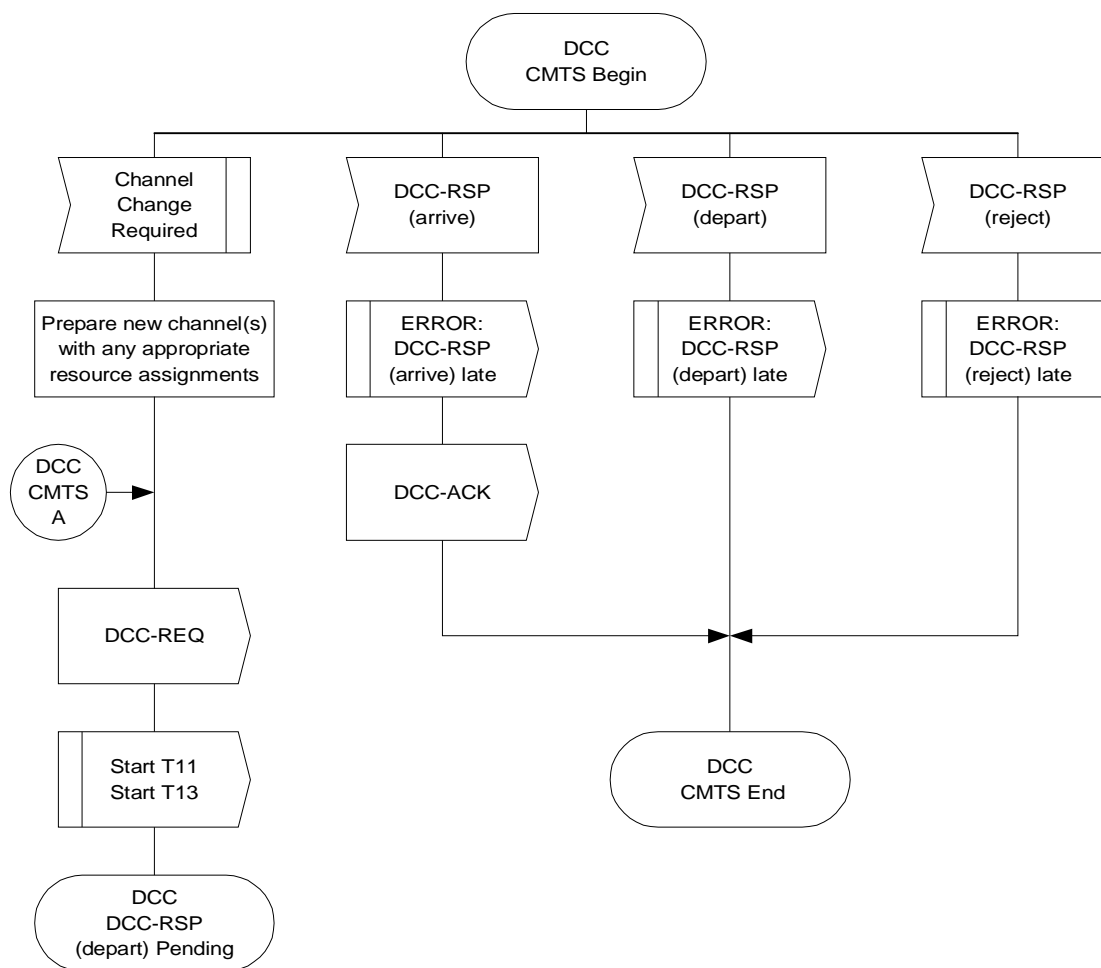 DCC
CMTS Begin
Channel
Change
Required
DCC-RSP
(arrive)
DCC-RSP
(depart)
DCC-RSP
(reject)
Prepare new channel(s)
with any appropriate
resource assignments
ERROR:
DCC-RSP
(arrive) late
ERROR:
DCC-RSP
(depart) late
ERROR:
DCC-RSP
(reject) late
DCC
CMTS
A
DCC-ACK
DCC-REQ
Start T11
Start T13
DCC
CMTS End
DCC
DCC-RSP
(depart) Pending